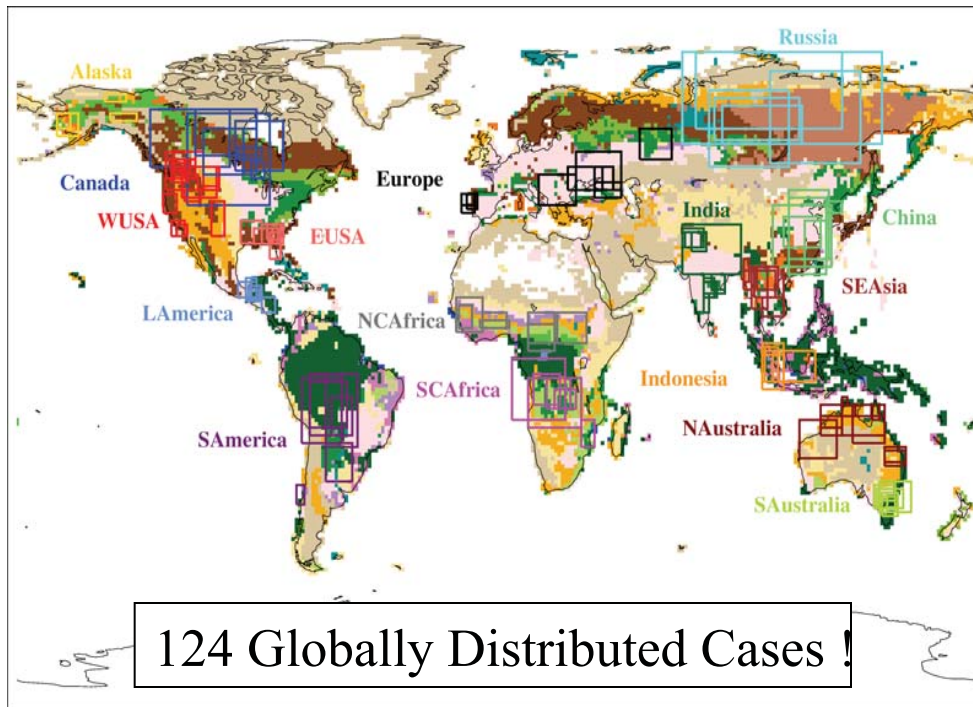 Russia
Alaska
Canada
Europe
WUSA
EUSA
India
China
SEAsia
LAmerica
NCAfrica
SCAfrica
Indonesia
SAmerica
NAustralia
SAustralia
124 Globally Distributed Cases !